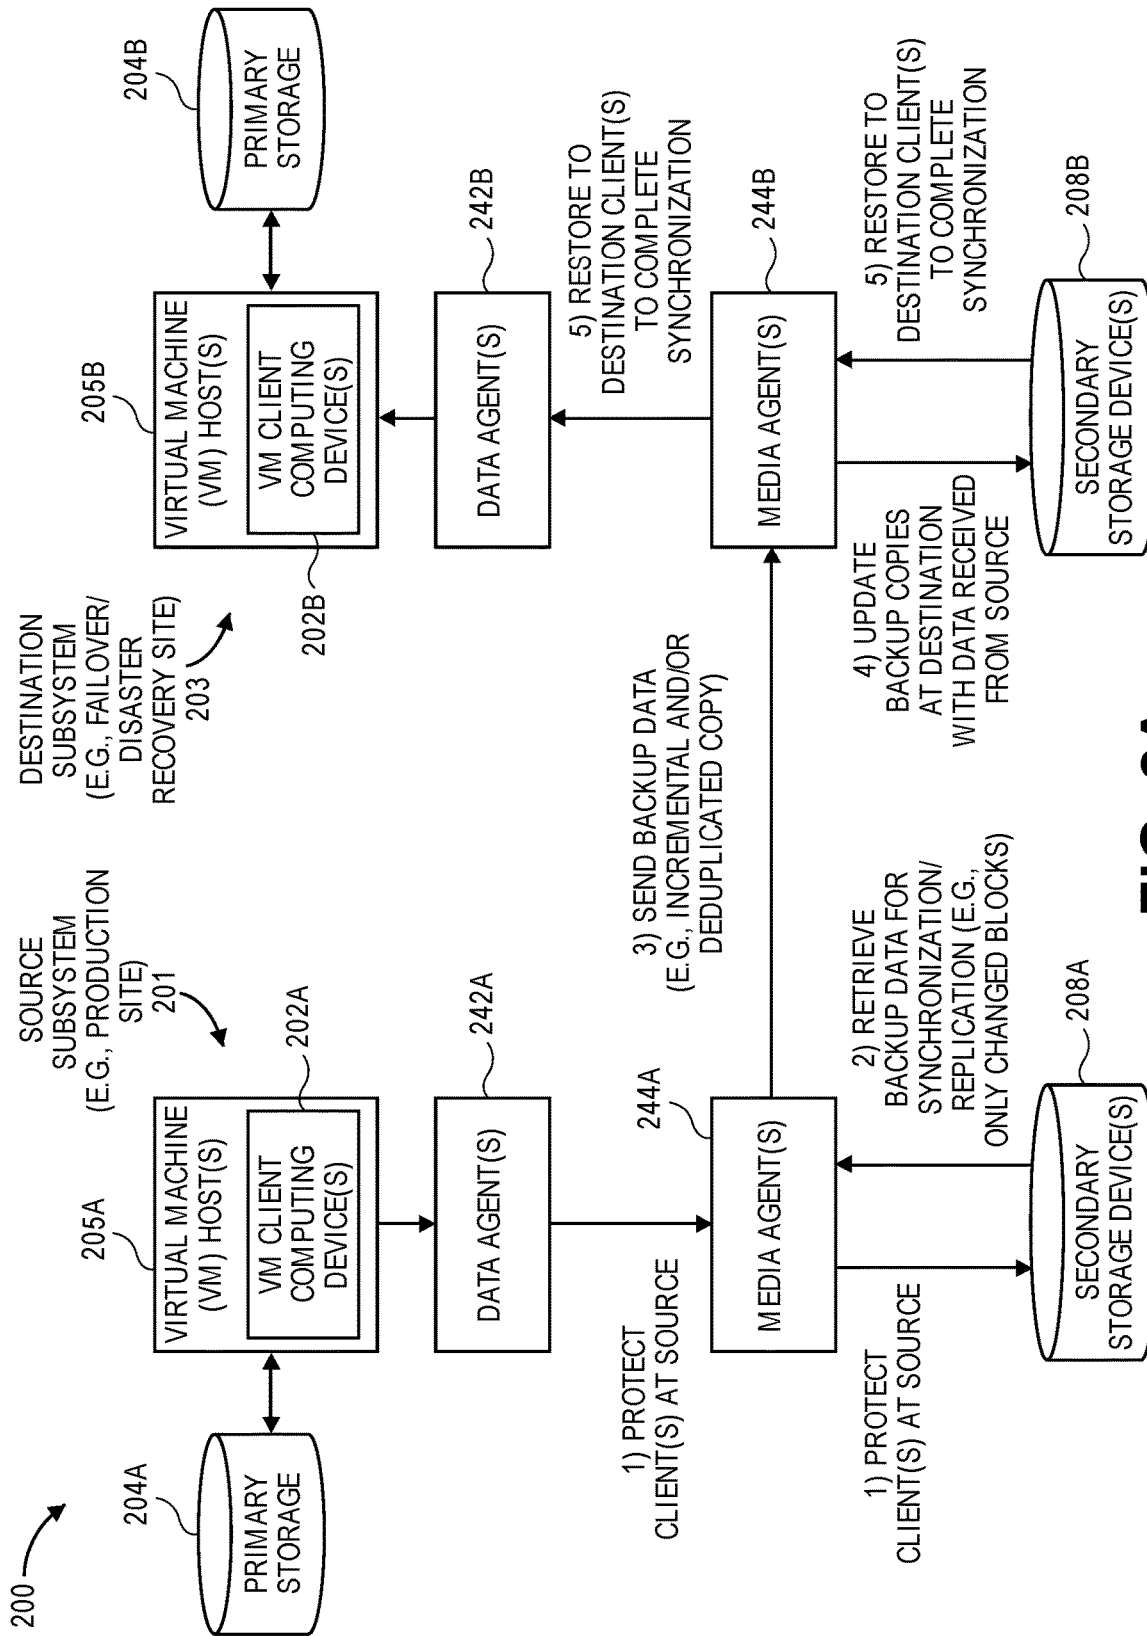 200
SOURCE
SUBSYSTEM
(E.G., PRODUCTION
SITE)
201
DESTINATION
SUBSYSTEM
(E.G., FAILOVER/
DISASTER
RECOVERY SITE)
203
204A
PRIMARY
STORAGE
205A
VIRTUAL MACHINE
(VM) HOST(S)
VM CLIENT
COMPUTING
DEVICE(S)
202A
205B
VIRTUAL MACHINE
(VM) HOST(S)
VM CLIENT
COMPUTING
DEVICE(S)
202B
204B
PRIMARY
STORAGE
DATA AGENT(S)
242A
DATA AGENT(S)
242B
1) PROTECT
CLIENT(S) AT SOURCE
3) SEND BACKUP DATA
(E.G., INCREMENTAL AND/OR
DEDUPLICATED COPY)
5) RESTORE TO
DESTINATION CLIENT(S)
TO COMPLETE
SYNCHRONIZATION
MEDIA AGENT(S)
244A
MEDIA AGENT(S)
244B
1) PROTECT
CLIENT(S) AT SOURCE
2) RETRIEVE
BACKUP DATA FOR
SYNCHRONIZATION/
REPLICATION (E.G.,
ONLY CHANGED BLOCKS)
4) UPDATE
BACKUP COPIES
AT DESTINATION
WITH DATA RECEIVED
FROM SOURCE
5) RESTORE TO
DESTINATION CLIENT(S)
TO COMPLETE
SYNCHRONIZATION
SECONDARY
STORAGE DEVICE(S)
208A
SECONDARY
STORAGE DEVICE(S)
208B